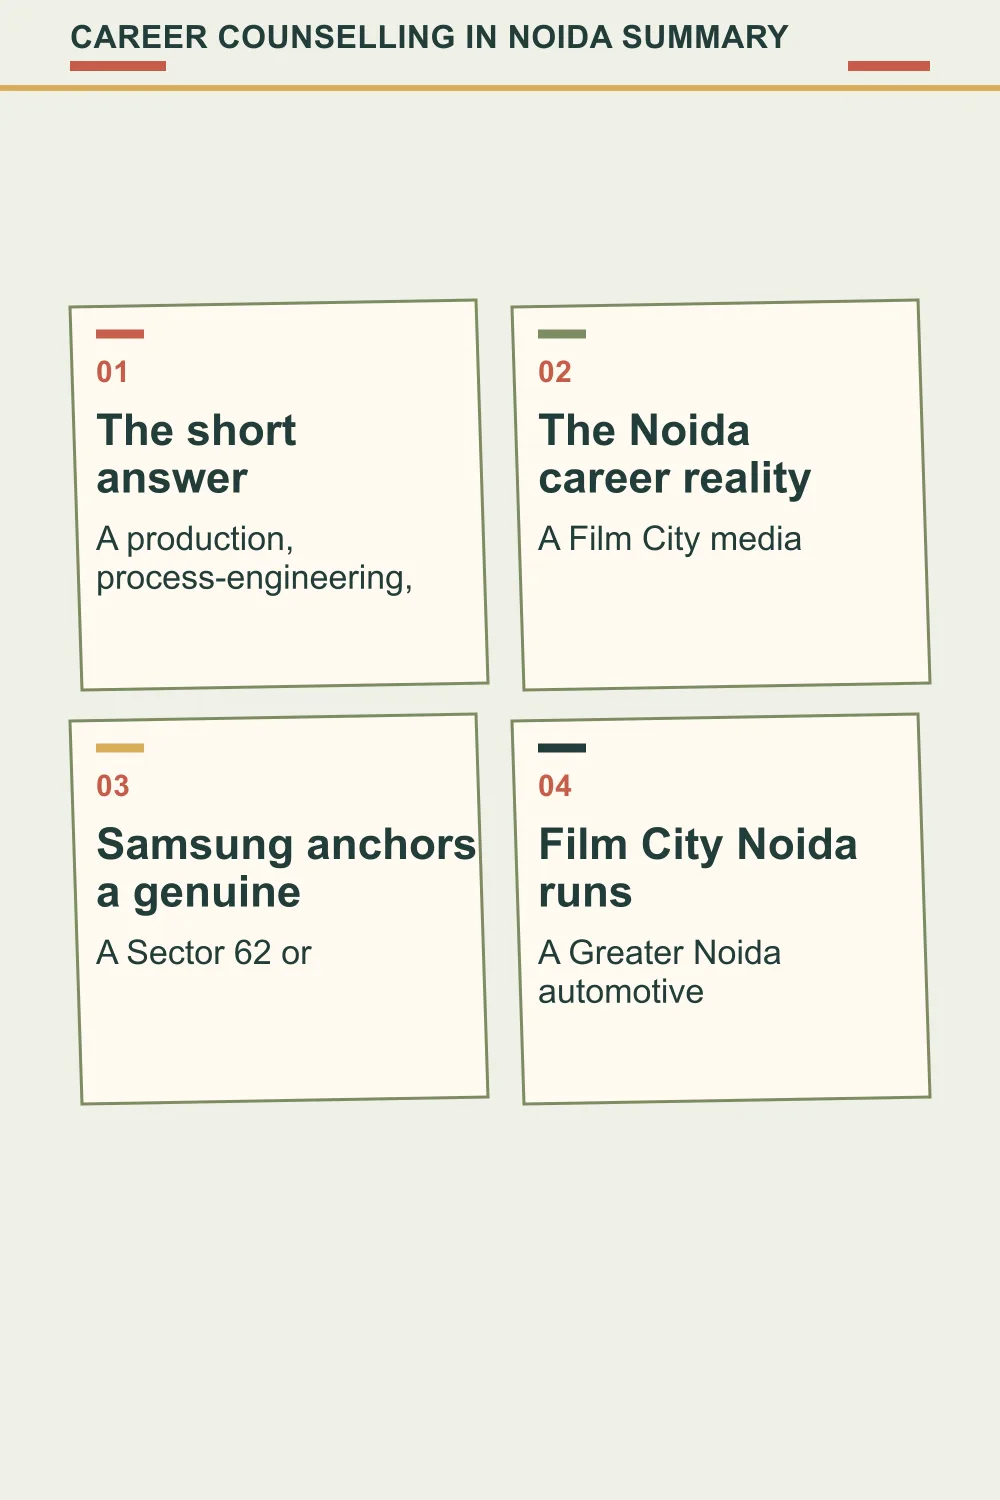 CAREER COUNSELLING IN NOIDA SUMMARY
01
The short
answer
A production,
process-engineering,
02
The Noida
career reality
A Film City media
03
Samsung anchors
a genuine
A Sector 62 or
04
Film City Noida
runs
A Greater Noida
automotive